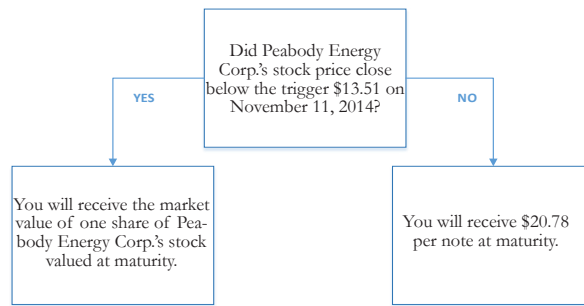 Did Peabody Energy
Corp.'s stock price close
below the trigger $13.51 on
November 11, 2014?
YES
NO
You will receive the market
value of one share of Pea-
body Energy Corp.'s stock
valued at maturity.
You will receive $20.78
per note at maturity.